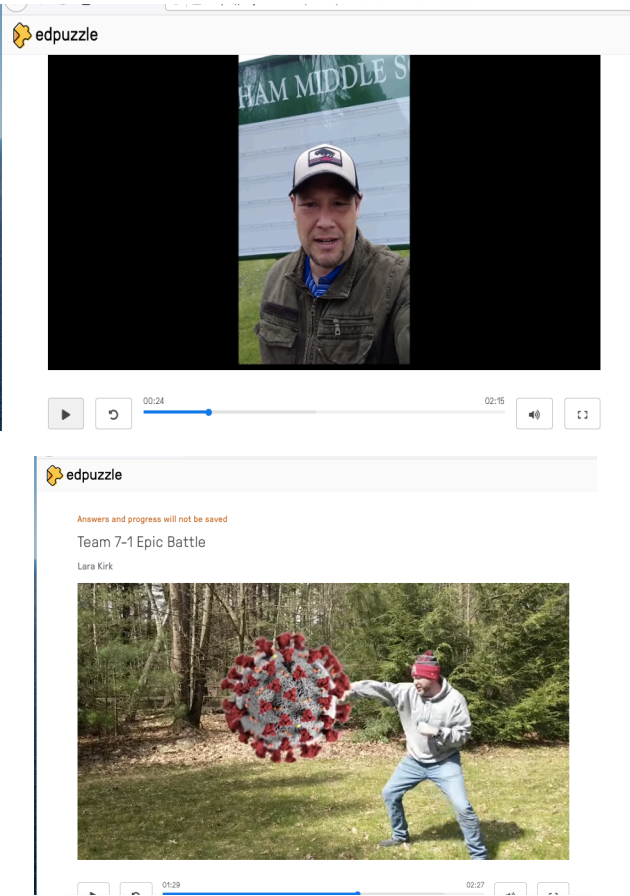 edpuzzle
HAM MIDDLE S
00:24
02:15
edpuzzle
Answers and progress will not be saved
Team 7-1 Epic Battle
Lara Kirk
01:29
02:27